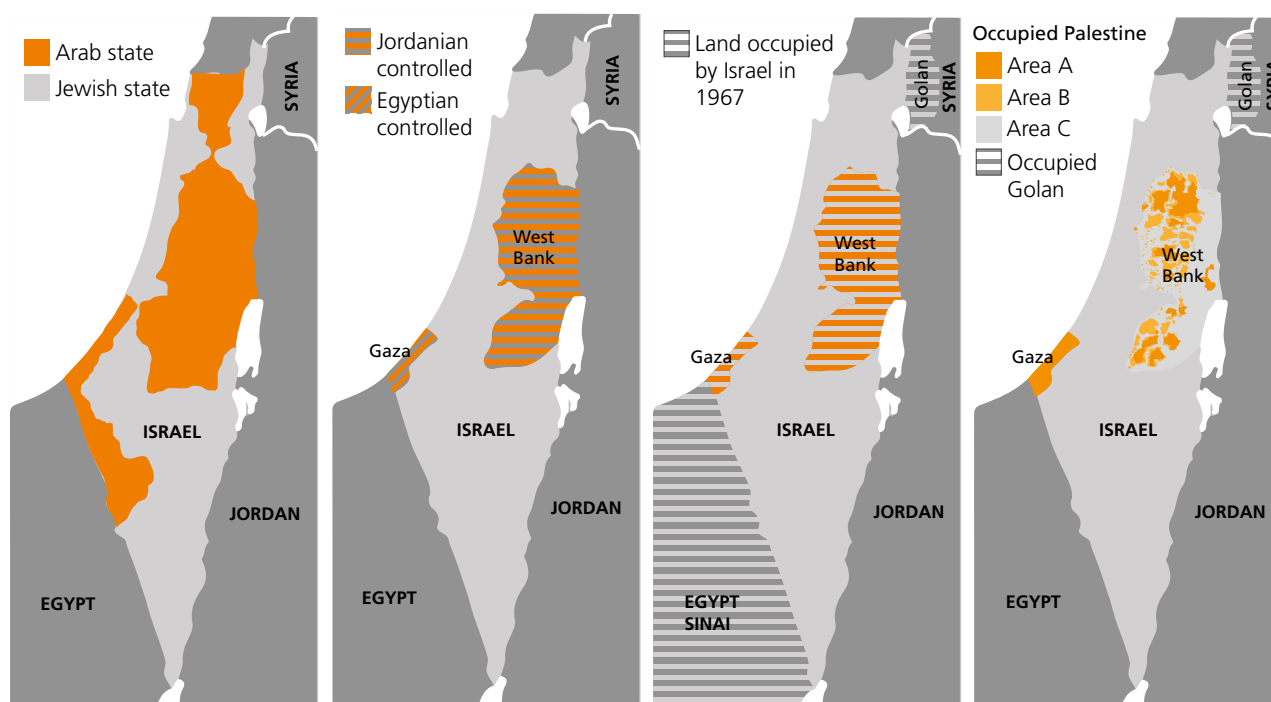 Arab state
Jewish state
SYRIA
ISRAEL
JORDAN
EGYPT
Jordanian
controlled
Egyptian
controlled
SYRIA
West
Bank
Gaza
ISRAEL
JORDAN
EGYPT
Land occupied
by Israel in
1967
Golan
SYRIA
West
Bank
Gaza
ISRAEL
JORDAN
EGYPT
SINAI
Occupied Palestine
Area A
Area B
Area C
Occupied
Golan
Golan
SYRIA
West
Bank
Gaza
ISRAEL
JORDAN
EGYPT